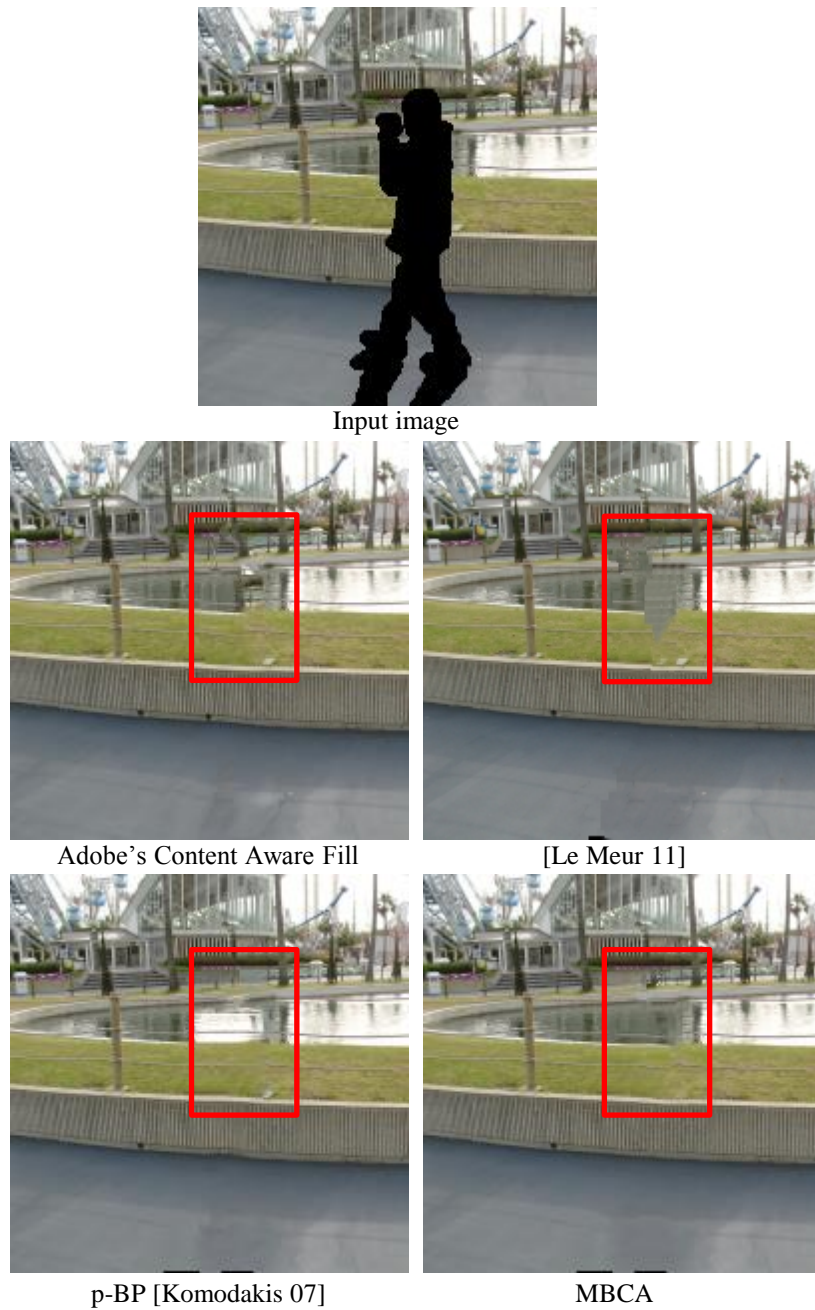 Input image
Adobe's Content Aware Fill
[Le Meur 11]
p-BP [Komodakis 07]
MBCA